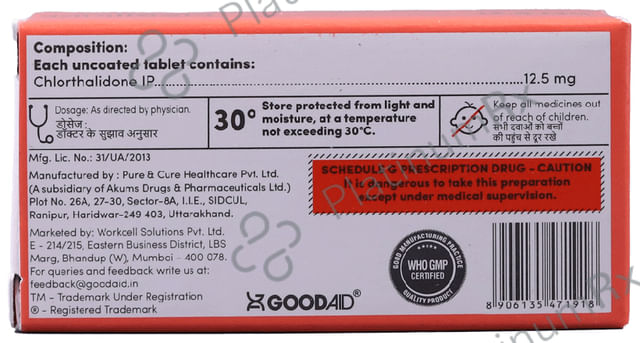 Composition:
Each uncoated tablet contains:
Chlorthalidone IP..........................................................12.5 mg
Dosage: As directed by physician.
डोसेज:
डॉक्टर के सुझाव अनुसार
30°
Store protected from light and
moisture, at a temperature
not exceeding 30°C.
Keep all medicines out
of reach of children.
सभी दवाओं को बच्चों
की पहुंच से दूर रखें
Mfg. Lic. No.: 31/UA/2013
Manufactured by : Pure & Cure Healthcare Pvt. Ltd.
(A subsidiary of Akums Drugs & Pharmaceuticals Ltd.)
Plot No. 26A, 27-30, Sector-8A, I.I.E., SIDCUL,
Ranipur, Haridwar-249 403, Uttarakhand.
SCHEDULE PRESCRIPTION DRUG - CAUTION
It is dangerous to take this preparation
except under medical supervision.
Marketed by: Workcell Solutions Pvt. Ltd.
E - 214/215, Eastern Business District, LBS
Marg, Bhandup (W), Mumbai - 400 078.
For queries and feedback write us at:
feedback@goodaid.in
TM - Trademark Under Registration
® - Registered Trademark
GOODAID®
GOOD MANUFACTURING PRACTICE
WHO GMP
CERTIFIED
QUALITY PRODUCT
8 906135 471918
PlatinumRx